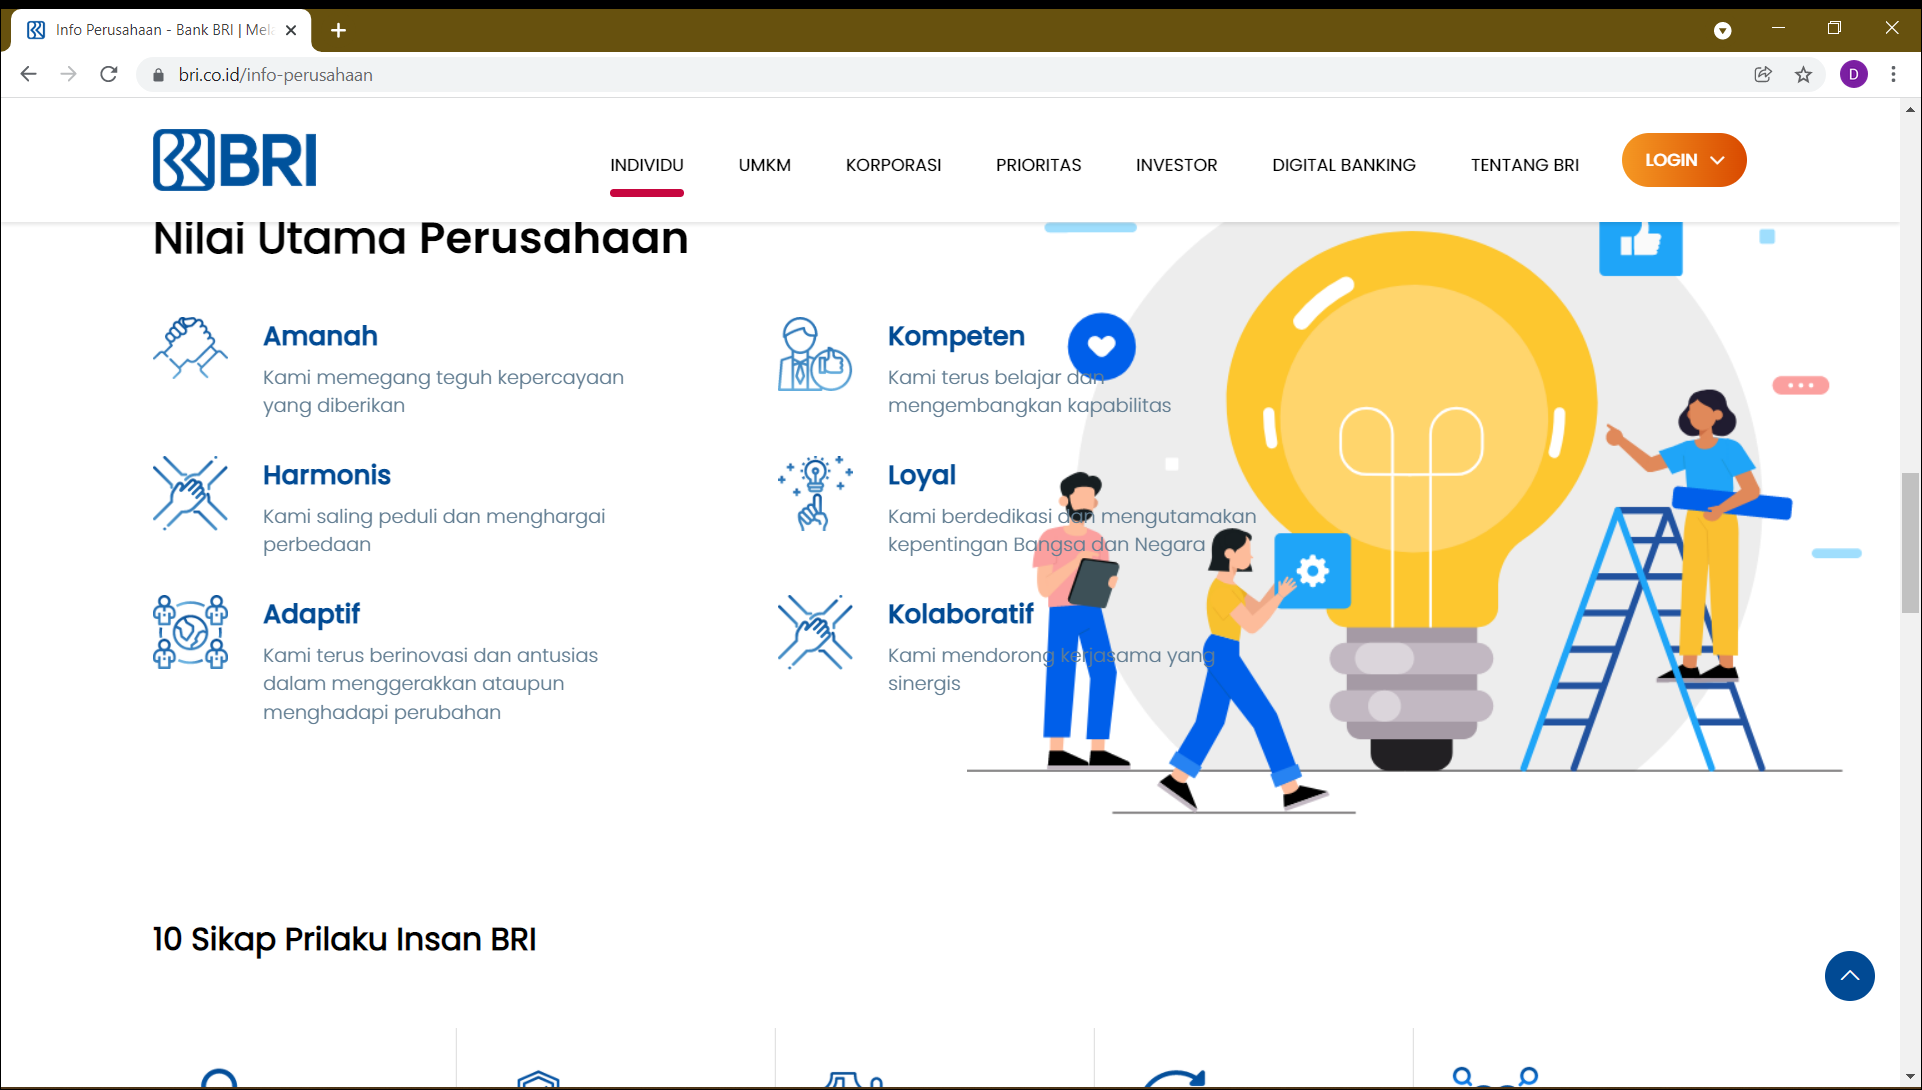 Info Perusahaan - Bank BRI | Mela
bri.co.id/info-perusahaan
D
BRI
INDIVIDU
UMKM
KORPORASI
PRIORITAS
INVESTOR
DIGITAL BANKING
TENTANG BRI
LOGIN
Nilai Utama Perusahaan
Amanah
Kami memegang teguh kepercayaan
yang diberikan
Kompeten
Kami terus belajar dan
mengembangkan kapabilitas
Harmonis
Kami saling peduli dan menghargai
perbedaan
Loyal
Kami berdedikasi dan mengutamakan
kepentingan Bangsa dan Negara
Adaptif
Kami terus berinovasi dan antusias
dalam menggerakkan ataupun
menghadapi perubahan
Kolaboratif
Kami mendorong kerjasama yang
sinergis
10 Sikap Prilaku Insan BRI